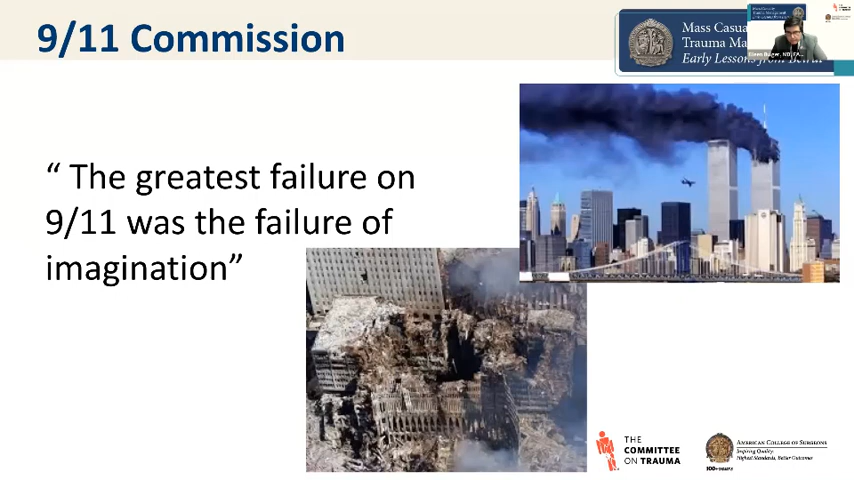 9/11 Commission
Mass Casua
Trauma Ma
Early Lessons from Beirut
“ The greatest failure on
9/11 was the failure of
imagination”
THE
COMMITTEE
ON TRAUMA
AMERICAN COLLEGE OF SURGEONS
Inspiring Quality:
Highest Standards, Better Outcomes
100+years